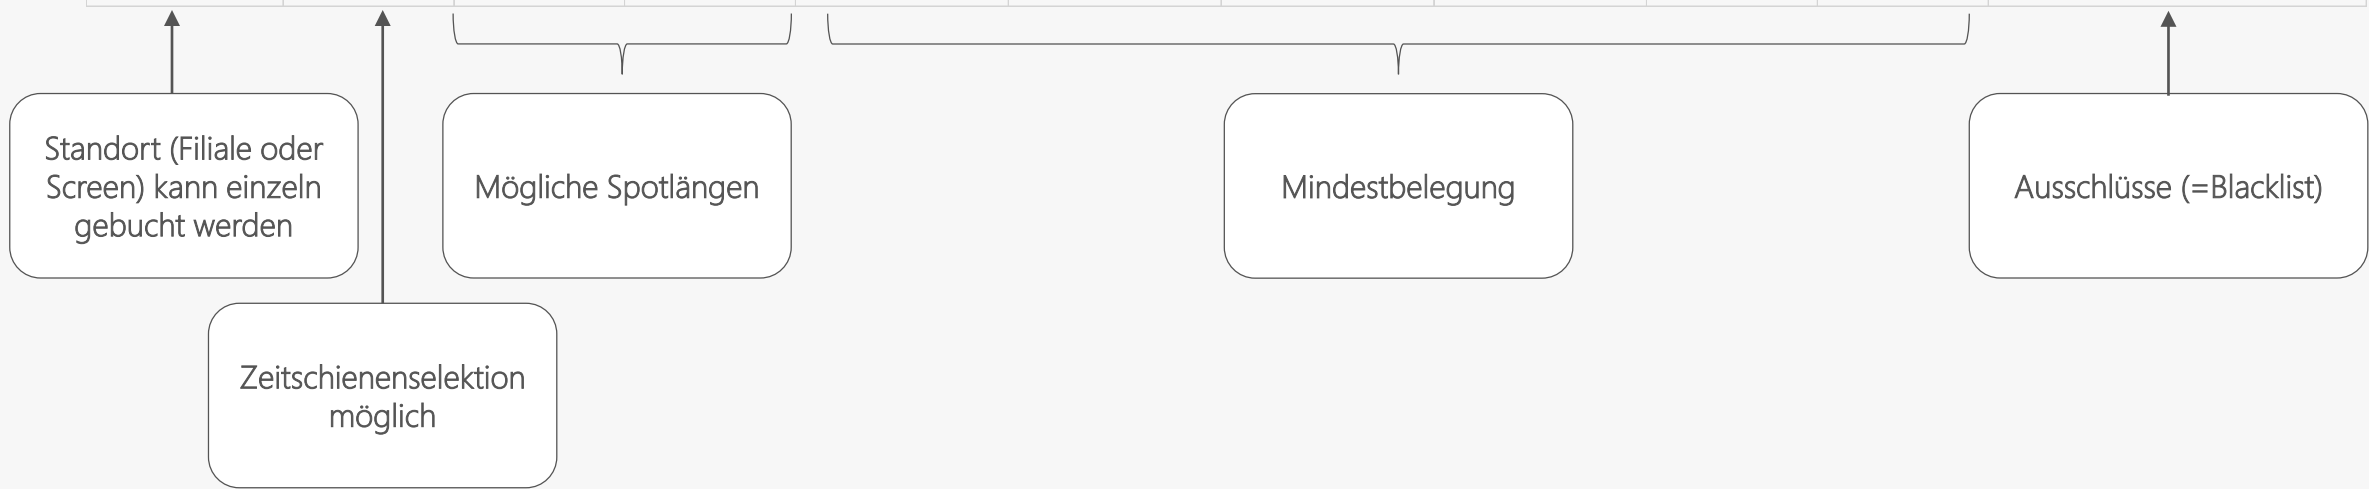 Standort (Filiale oder
Screen) kann einzeln
gebucht werden
Mögliche Spotlängen
Mindestbelegung
Ausschlüsse (=Blacklist)
Zeitschienenselektion
möglich